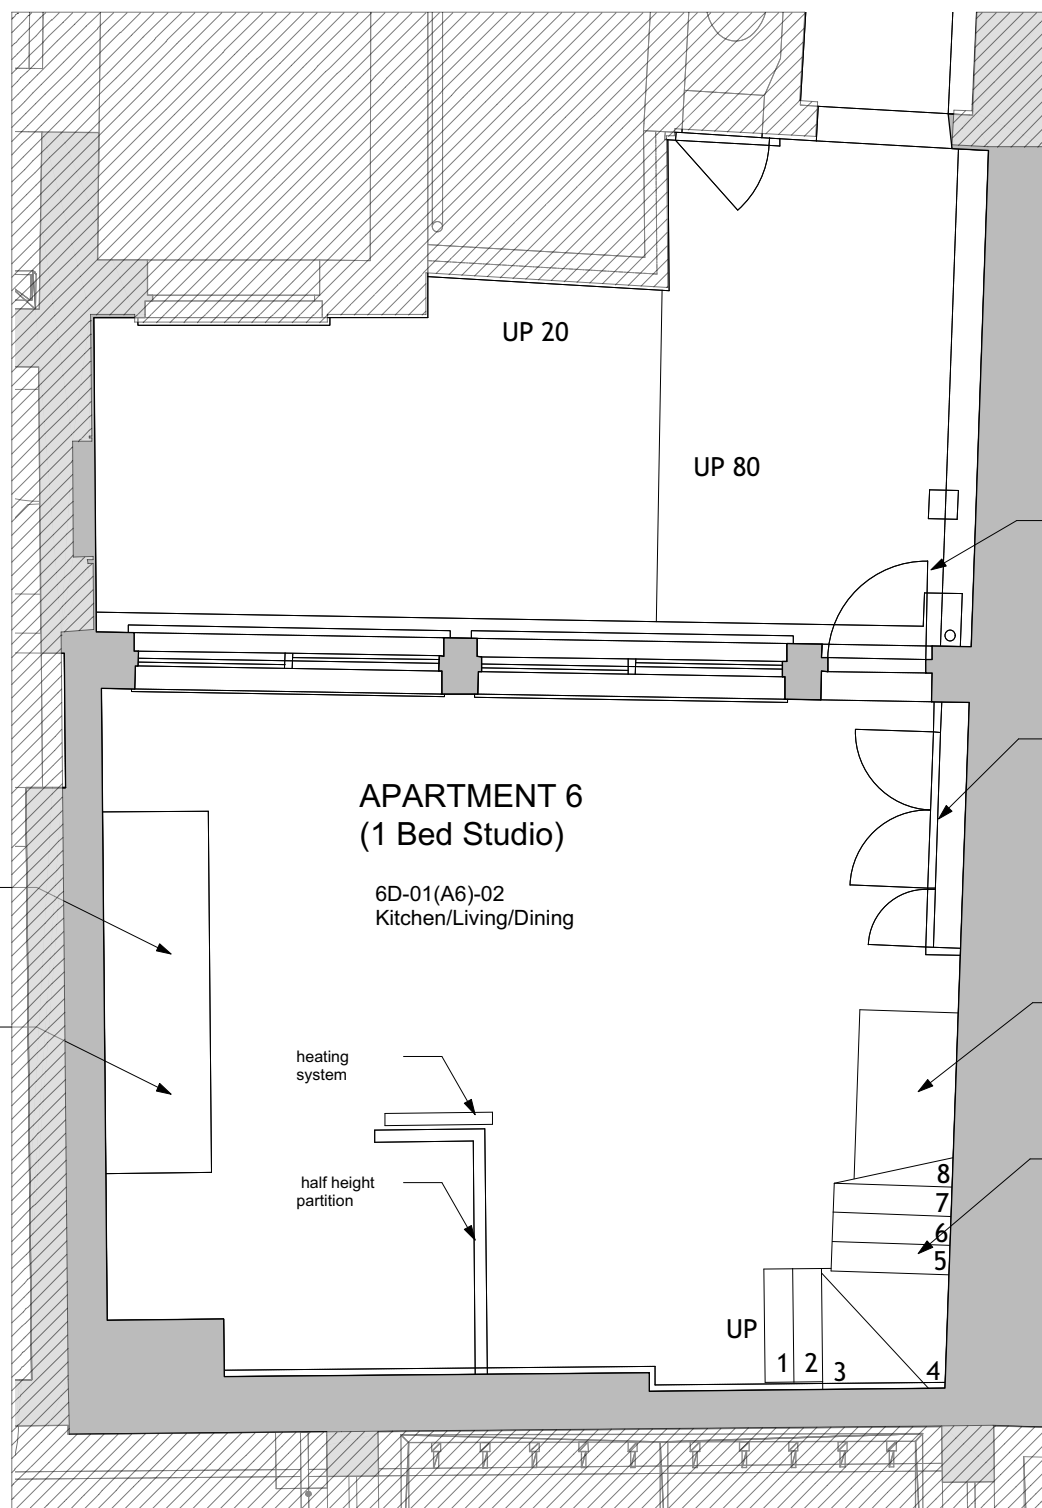 UP 20
UP 80
APARTMENT 6
(1 Bed Studio)
6D-01(A6)-02
Kitchen/Living/Dining
heating
system
half height
partition
8
7
6
5
UP
1
2
3
4